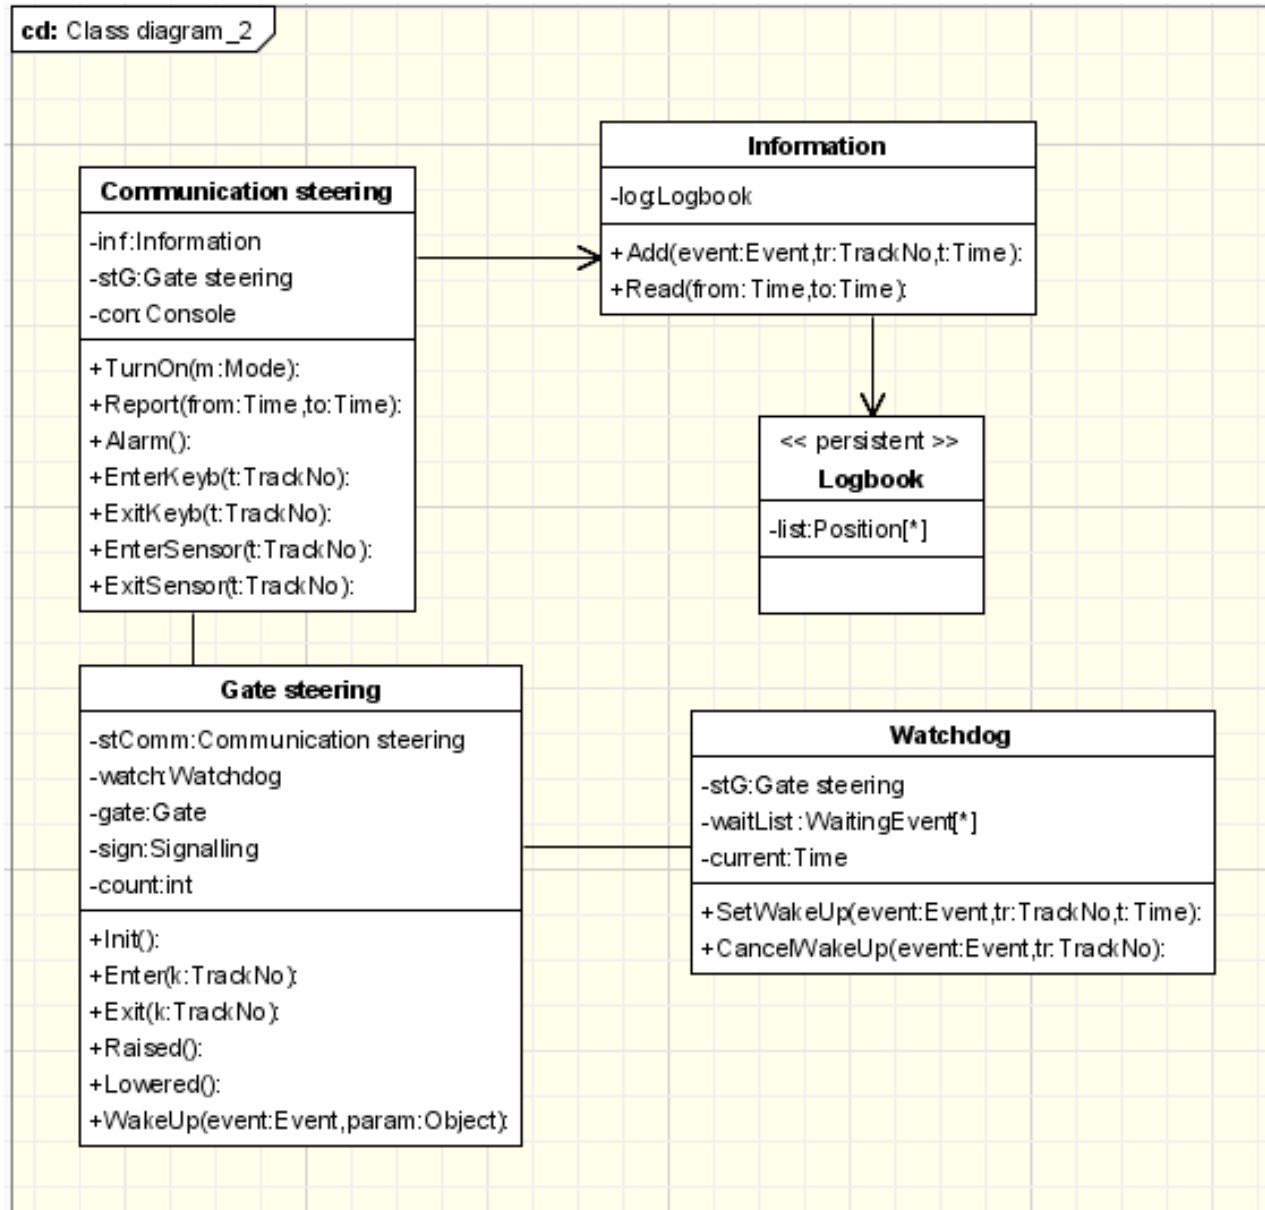 cd: Class diagram_2
Communication steering
-inf:Information
-stG:Gate steering
-con:Console
+TurnOn(m:Mode):
+Report(from:Time,to:Time):
+Alarm():
+EnterKeyb(t:TrackNo):
+ExitKeyb(t:TrackNo):
+EnterSensor(t:TrackNo):
+ExitSensor(t:TrackNo):
Information
-log:Logbook
+Add(event:Event,tr:TrackNo,t:Time):
+Read(from:Time,to:Time):
<< persistent >>
Logbook
-list:Position[*]
Gate steering
-stComm:Communication steering
-watch:Watchdog
-gate:Gate
-sign:Signalling
-count:int
+Init():
+Enter(k:TrackNo):
+Exit(k:TrackNo):
+Raised():
+Lowered():
+WakeUp(event:Event,param:Object):
Watchdog
-stG:Gate steering
-waitList:WaitingEvent[*]
-current:Time
+SetWakeUp(event:Event,tr:TrackNo,t:Time):
+CancelWakeUp(event:Event,tr:TrackNo):